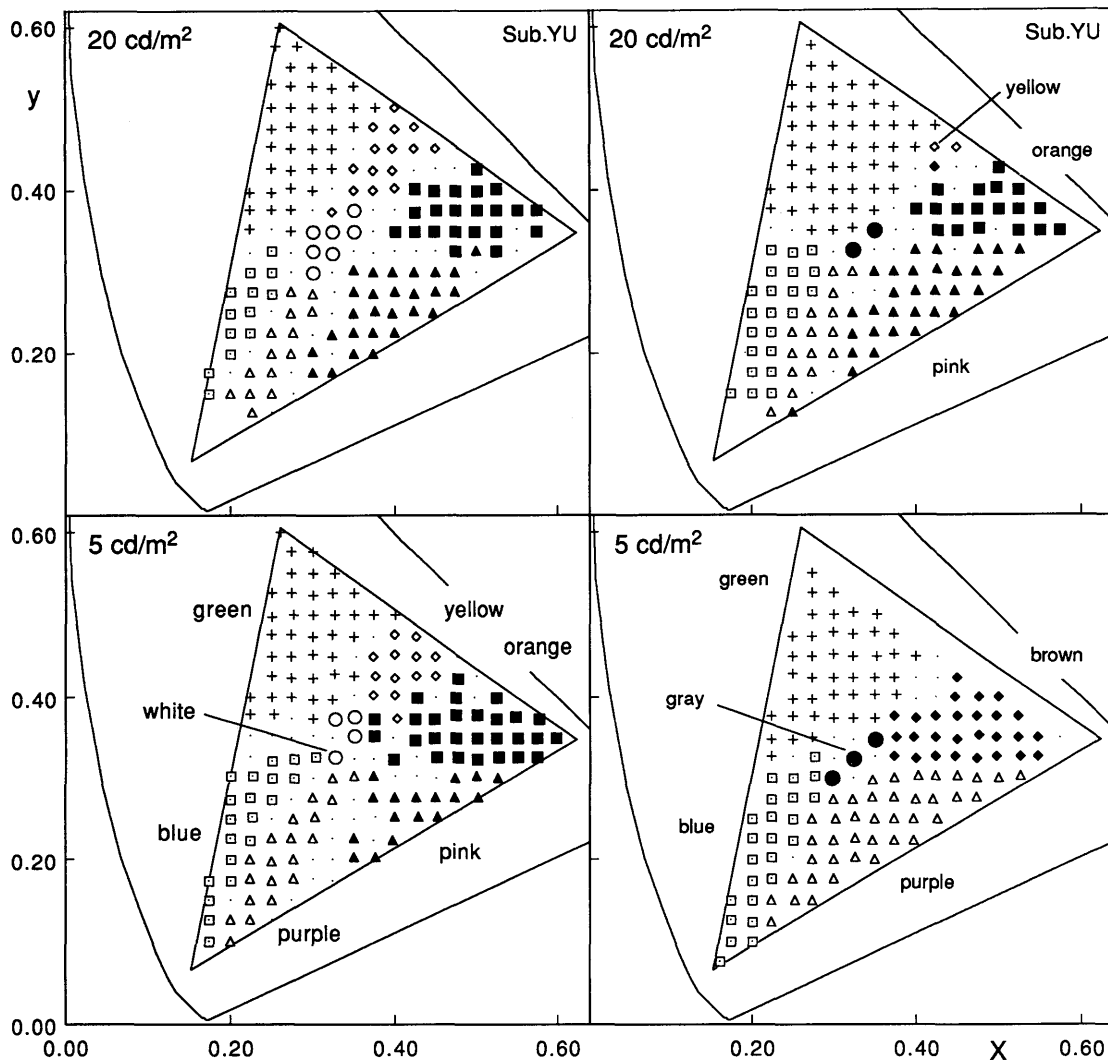 0.60
20 cd/m²
Sub.YU
y
0.40
0.20
20 cd/m²
Sub.YU
yellow
orange
pink
0.60
5 cd/m²
green
yellow
orange
white
0.40
blue
0.20
pink
purple
0.00
0.00
0.20
0.40
0.60
5 cd/m²
green
brown
gray
blue
purple
0.20
0.40
X
0.60